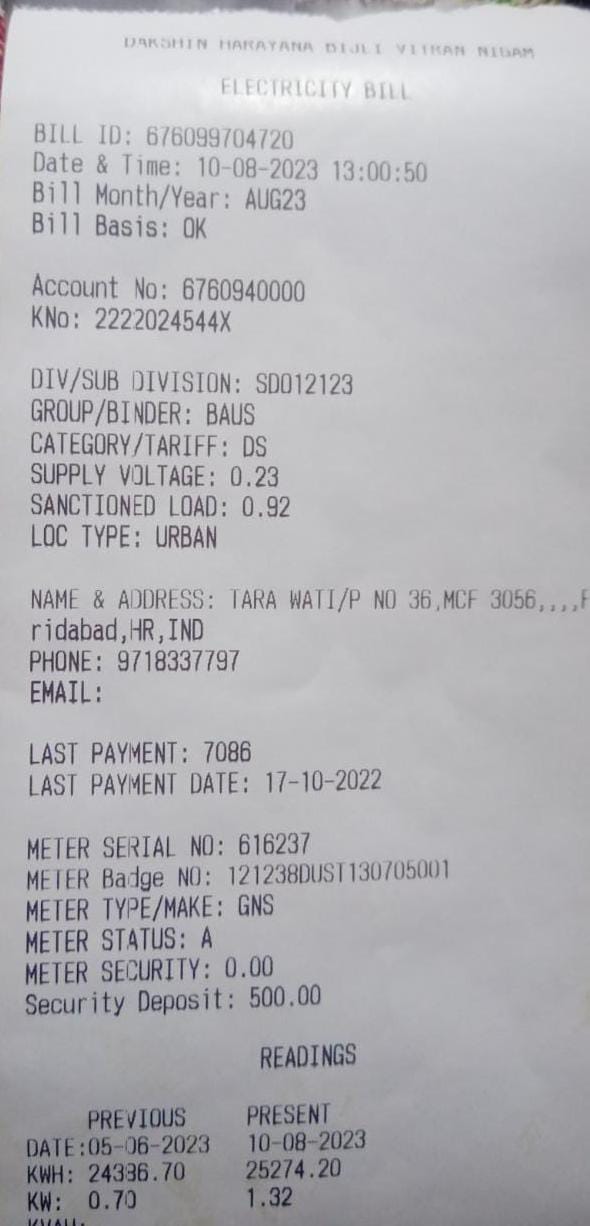 DAKSHIN HARAYANA BIJLI VITRAN NIGAM
ELECTRICITY BILL
BILL ID: 676099704720
Date & Time: 10-08-2023 13:00:50
Bill Month/Year: AUG23
Bill Basis: OK
Account No: 6760940000
KNo: 2222024544X
DIV/SUB DIVISION: SD012123
GROUP/BINDER: BAUS
CATEGORY/TARIFF: DS
SUPPLY VOLTAGE: 0.23
SANCTIONED LOAD: 0.92
LOC TYPE: URBAN
NAME & ADDRESS: TARA WATI/P NO 36,MCF 3056,,,,F
ridabad,HR,IND
PHONE: 9718337797
EMAIL:
LAST PAYMENT: 7086
LAST PAYMENT DATE: 17-10-2022
METER SERIAL NO: 616237
METER Badge NO: 121238DUST130705001
METER TYPE/MAKE: GNS
METER STATUS: A
METER SECURITY: 0.00
Security Deposit: 500.00
READINGS
PREVIOUS PRESENT
DATE:05-06-2023 10-08-2023
KWH: 24336.70 25274.20
KW: 0.70 1.32